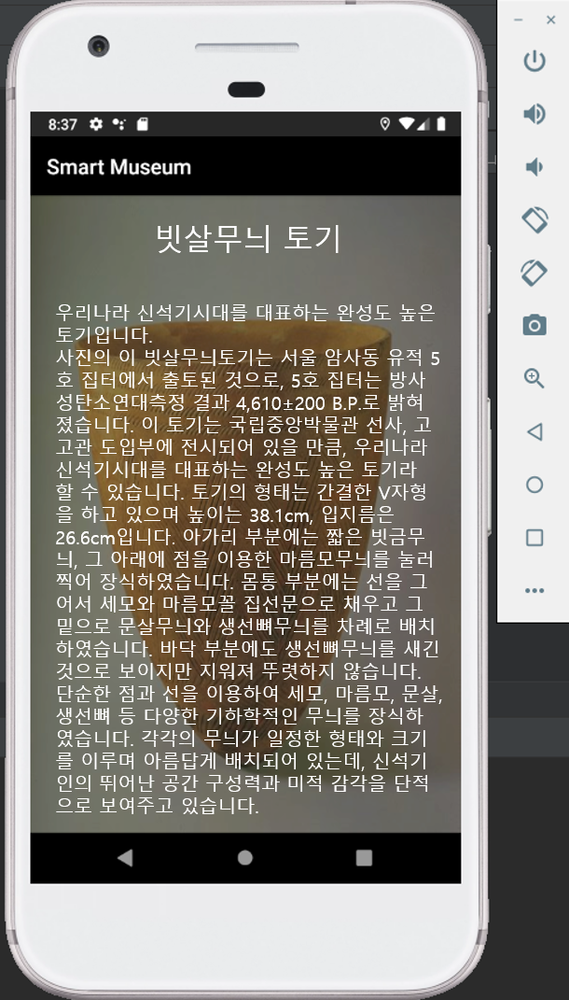 8:37
Smart Museum
빗살무늬 토기
우리나라 신석기시대를 대표하는 완성도 높은
토기입니다.
사진의 이 빗살무늬토기는 서울 암사동 유적 5
호 집터에서 출토된 것으로, 5호 집터는 방사
성탄소연대측정 결과 4,610±200 B.P.로 밝혀
졌습니다. 이 토기는 국립중앙박물관 선사, 고
고관 도입부에 전시되어 있을 만큼, 우리나라
신석기시대를 대표하는 완성도 높은 토기라
할 수 있습니다. 토기의 형태는 간결한 V자형
을 하고 있으며 높이는 38.1cm, 입지름은
26.6cm입니다. 아가리 부분에는 짧은 빗금무
늬, 그 아래에 점을 이용한 마름모무늬를 눌러
찍어 장식하였습니다. 몸통 부분에는 선을 그
어서 세모와 마름모꼴 집선문으로 채우고 그
밑으로 문살무늬와 생선뼈무늬를 차례로 배치
하였습니다. 바닥 부분에도 생선뼈무늬를 새긴
것으로 보이지만 지워져 뚜렷하지 않습니다.
단순한 점과 선을 이용하여 세모, 마름모, 문살,
생선뼈 등 다양한 기하학적인 무늬를 장식하
였습니다. 각각의 무늬가 일정한 형태와 크기
를 이루며 아름답게 배치되어 있는데, 신석기
인의 뛰어난 공간 구성력과 미적 감각을 단적
으로 보여주고 있습니다.